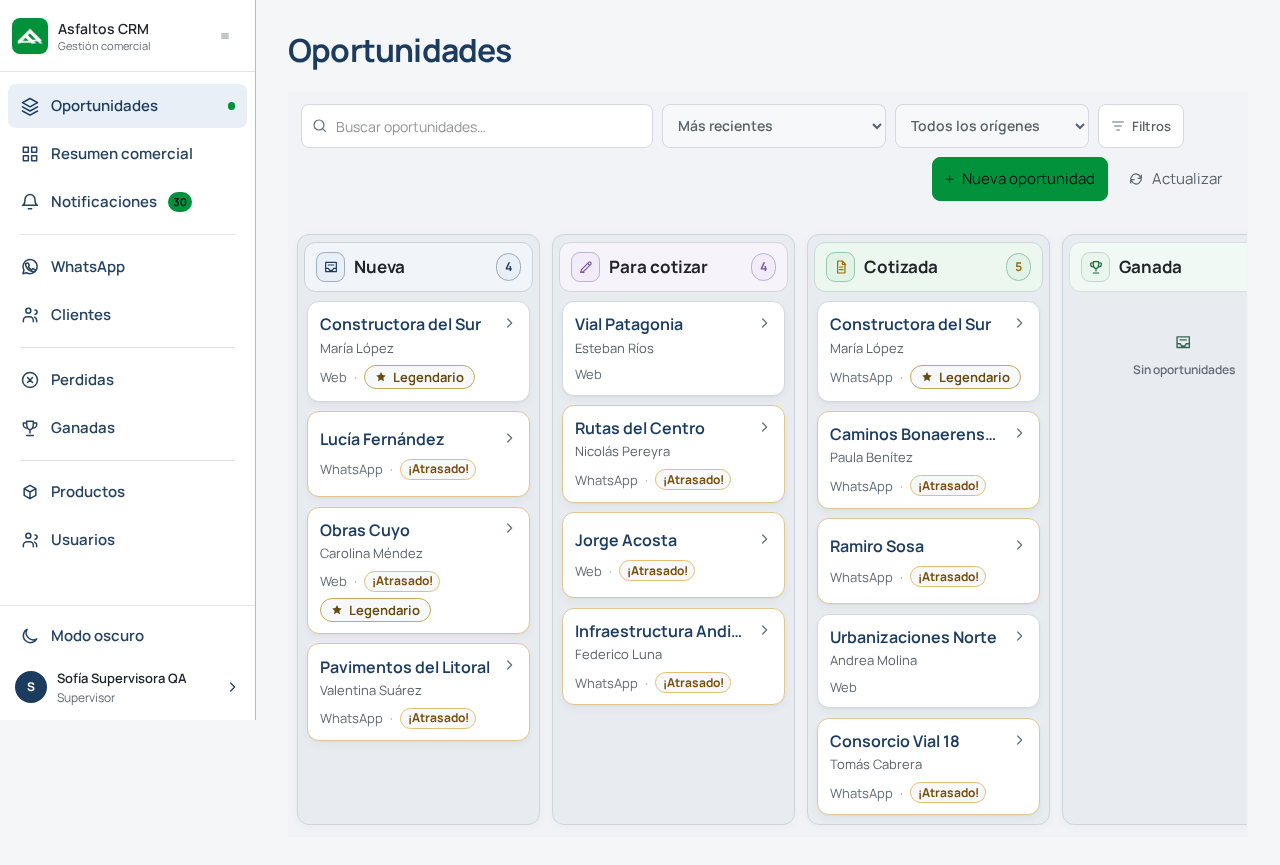 Asfaltos CRM
Gestión comercial
Oportunidades
Resumen comercial
Notificaciones 30
WhatsApp
Clientes
Perdidas
Ganadas
Productos
Usuarios
Modo oscuro
S
Sofía Supervisora QA
Supervisor
Oportunidades
Buscar oportunidades...
Más recientes
Todos los orígenes
Filtros
+ Nueva oportunidad
Actualizar
Nueva 4
Constructora del Sur
María López
Web · Legendario
Lucía Fernández
WhatsApp · ¡Atrasado!
Obras Cuyo
Carolina Méndez
Web · ¡Atrasado!
Legendario
Pavimentos del Litoral
Valentina Suárez
WhatsApp · ¡Atrasado!
Para cotizar 4
Vial Patagonia
Esteban Ríos
Web
Rutas del Centro
Nicolás Pereyra
WhatsApp · ¡Atrasado!
Jorge Acosta
Web · ¡Atrasado!
Infraestructura Andi...
Federico Luna
WhatsApp · ¡Atrasado!
Cotizada 5
Constructora del Sur
María López
WhatsApp · Legendario
Caminos Bonaerens...
Paula Benítez
WhatsApp · ¡Atrasado!
Ramiro Sosa
WhatsApp · ¡Atrasado!
Urbanizaciones Norte
Andrea Molina
Web
Consorcio Vial 18
Tomás Cabrera
WhatsApp · ¡Atrasado!
Ganada
Sin oportunidades